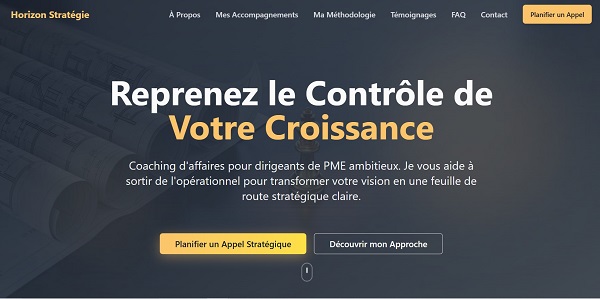 Horizon Stratégie
À Propos
Mes Accompagnements
Ma Méthodologie
Témoignages
FAQ
Contact
Planifier un Appel
Reprenez le Contrôle de
Votre Croissance
Coaching d'affaires pour dirigeants de PME ambitieux. Je vous aide à
sortir de l'opérationnel pour transformer votre vision en une feuille de
route stratégique claire.
Planifier un Appel Stratégique
Découvrir mon Approche